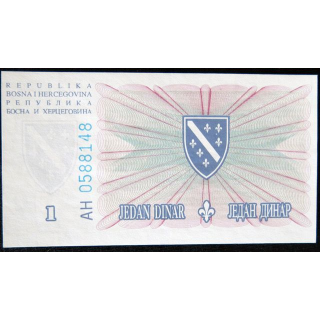 REPUBLIKA
BOSNA I HERCEGOVINA
РЕПУБЛИКА
БОСНА И ХЕРЦЕГОВИНА
AH 0588148
1
JEDAN DINAR
ЈЕДАН ДИНАР